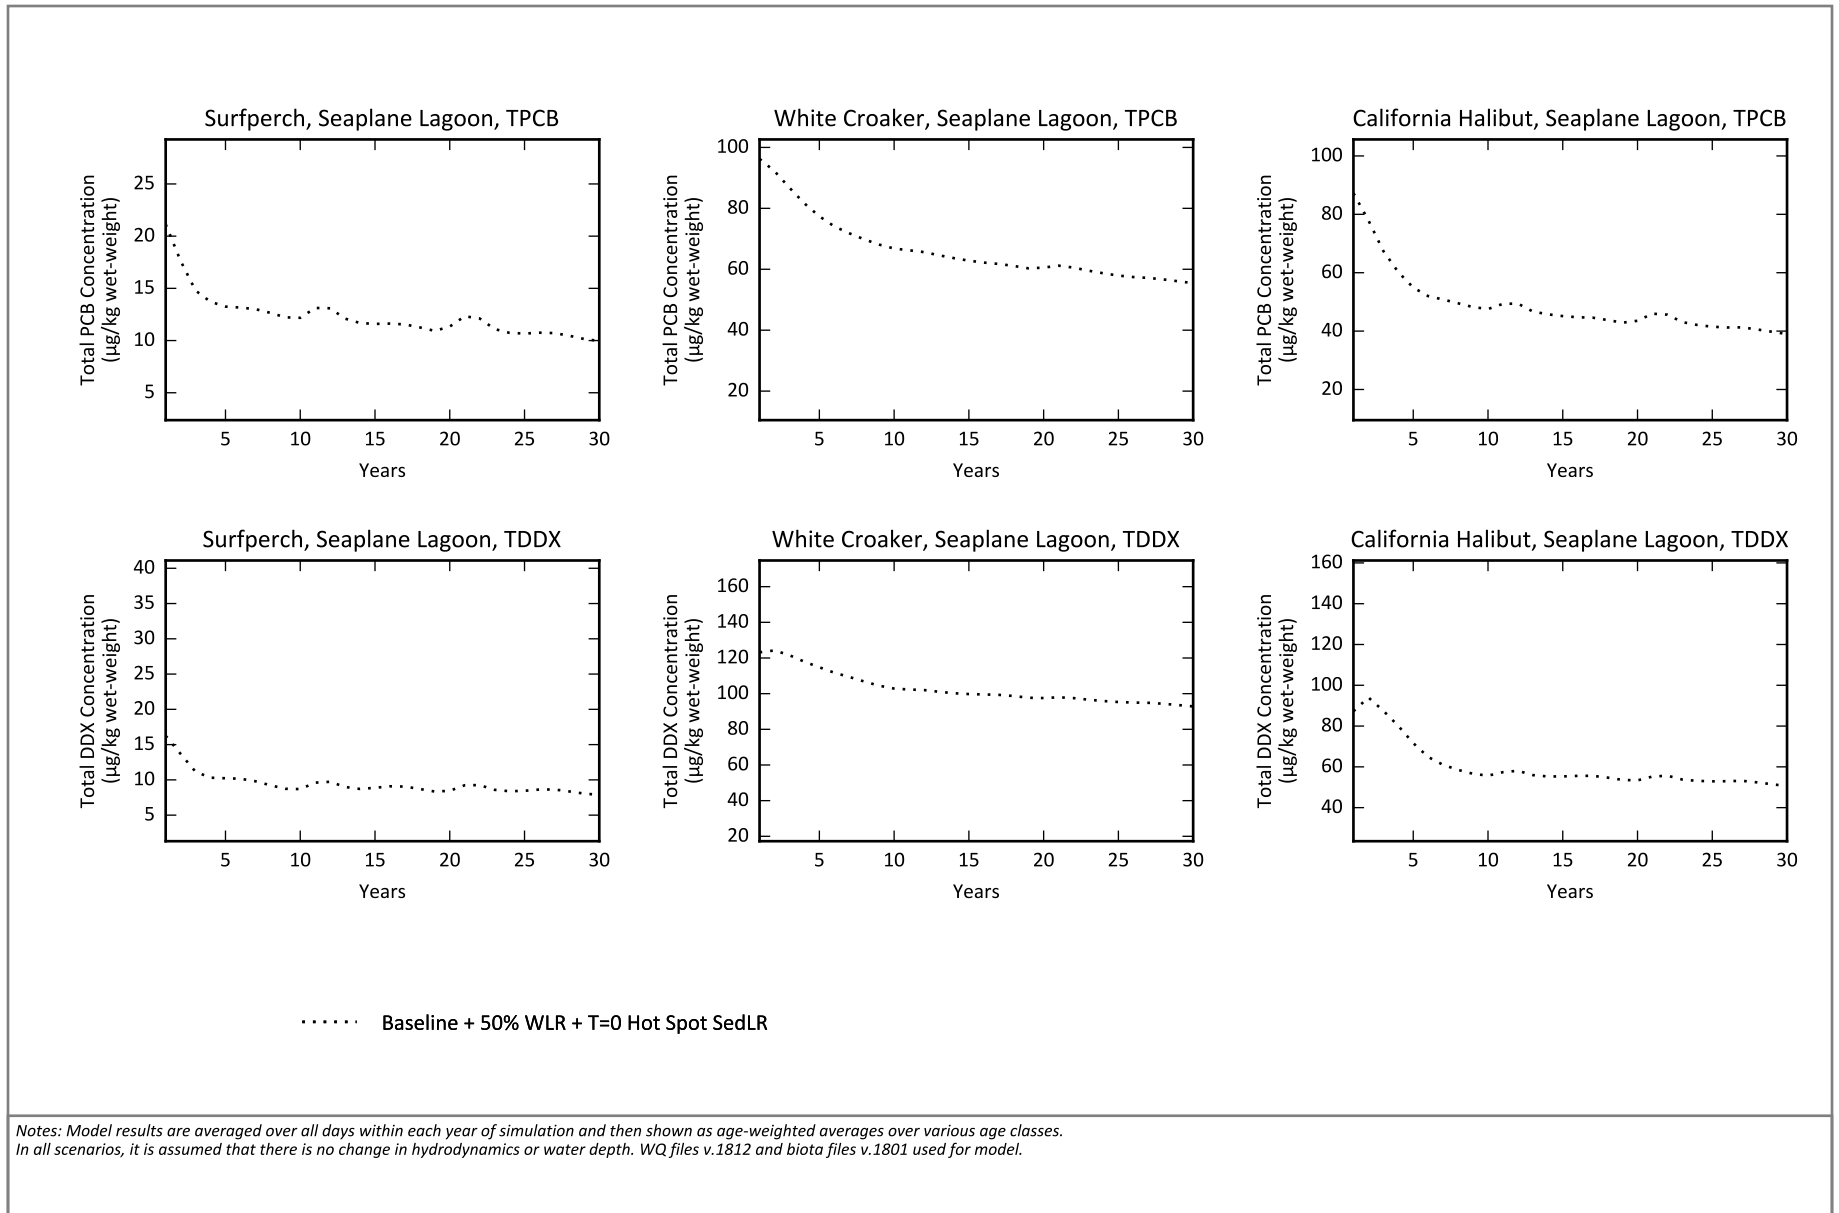 Surfperch, Seaplane Lagoon, TPCB
Total PCB Concentration
(µg/kg wet-weight)
25
20
15
10
5
5 10 15 20 25 30
Years
White Croaker, Seaplane Lagoon, TPCB
Total PCB Concentration
(µg/kg wet-weight)
100
80
60
40
20
5 10 15 20 25 30
Years
California Halibut, Seaplane Lagoon, TPCB
Total PCB Concentration
(µg/kg wet-weight)
100
80
60
40
20
5 10 15 20 25 30
Years
Surfperch, Seaplane Lagoon, TDDX
Total DDX Concentration
(µg/kg wet-weight)
40
35
30
25
20
15
10
5
5 10 15 20 25 30
Years
White Croaker, Seaplane Lagoon, TDDX
Total DDX Concentration
(µg/kg wet-weight)
160
140
120
100
80
60
40
20
5 10 15 20 25 30
Years
California Halibut, Seaplane Lagoon, TDDX
Total DDX Concentration
(µg/kg wet-weight)
160
140
120
100
80
60
40
5 10 15 20 25 30
Years
Baseline + 50% WLR + T=0 Hot Spot SedLR
Notes: Model results are averaged over all days within each year of simulation and then shown as age-weighted averages over various age classes.
In all scenarios, it is assumed that there is no change in hydrodynamics or water depth. WQ files v.1812 and biota files v.1801 used for model.